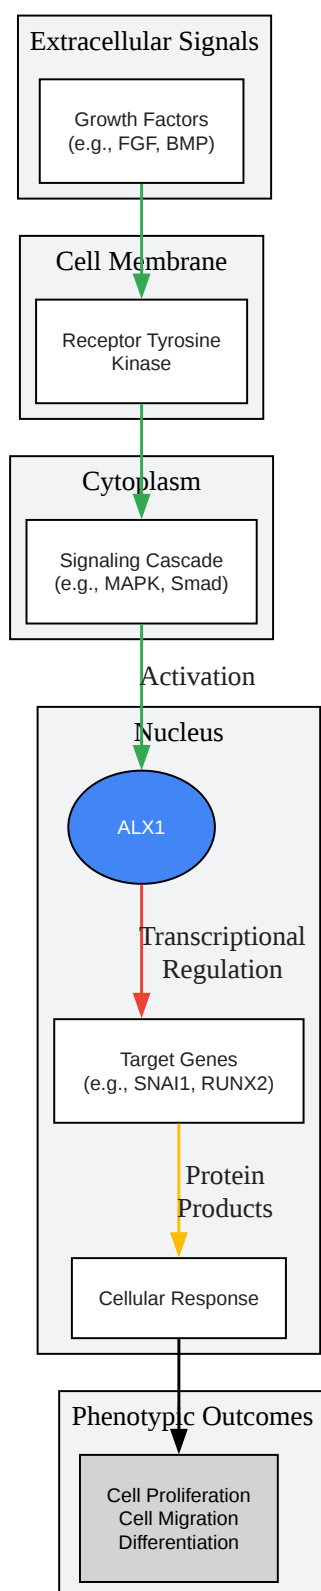 Extracellular Signals
Growth Factors
(e.g., FGF, BMP)
Cell Membrane
Receptor Tyrosine
Kinase
Cytoplasm
Signaling Cascade
(e.g., MAPK, Smad)
Activation
Nucleus
ALX1
Transcriptional
Regulation
Target Genes
(e.g., SNAI1, RUNX2)
Protein
Products
Cellular Response
Phenotypic Outcomes
Cell Proliferation
Cell Migration
Differentiation